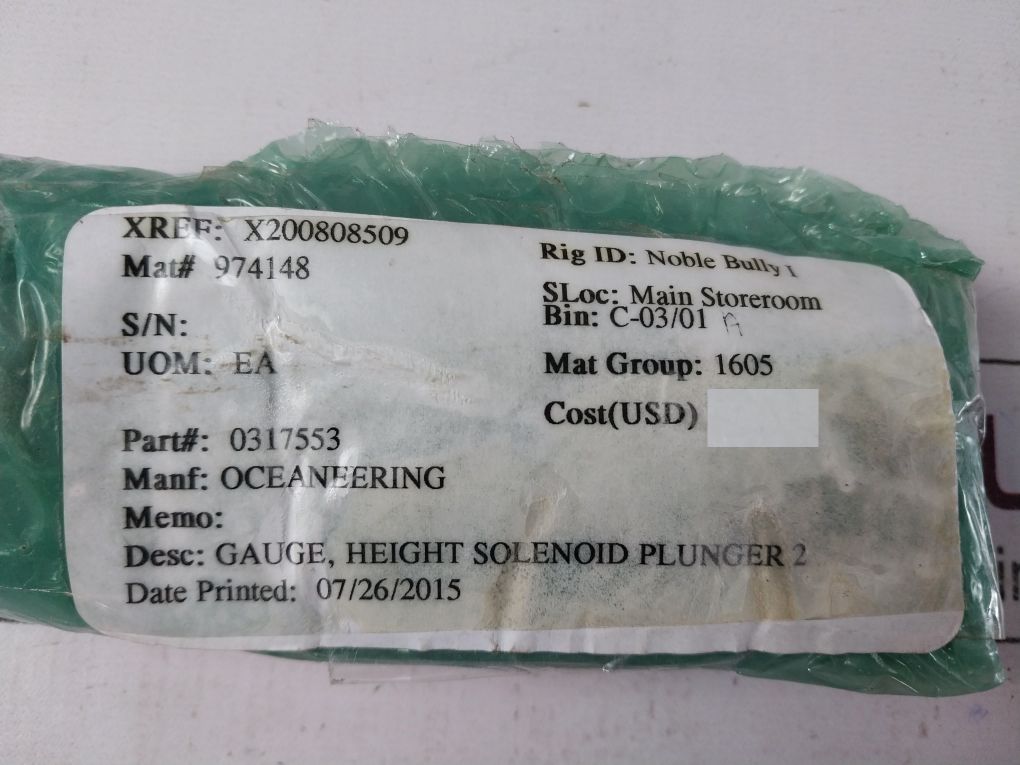 XREF: X200808509
Mat# 974148
S/N:
UOM: EA
Part#: 0317553
Manf: OCEANEERING
Memo:
Desc: GAUGE, HEIGHT SOLENOID PLUNGER 2
Date Printed: 07/26/2015
Rig ID: Noble Bully I
SLoc: Main Storeroom
Bin: C-03/01 A
Mat Group: 1605
Cost(USD)